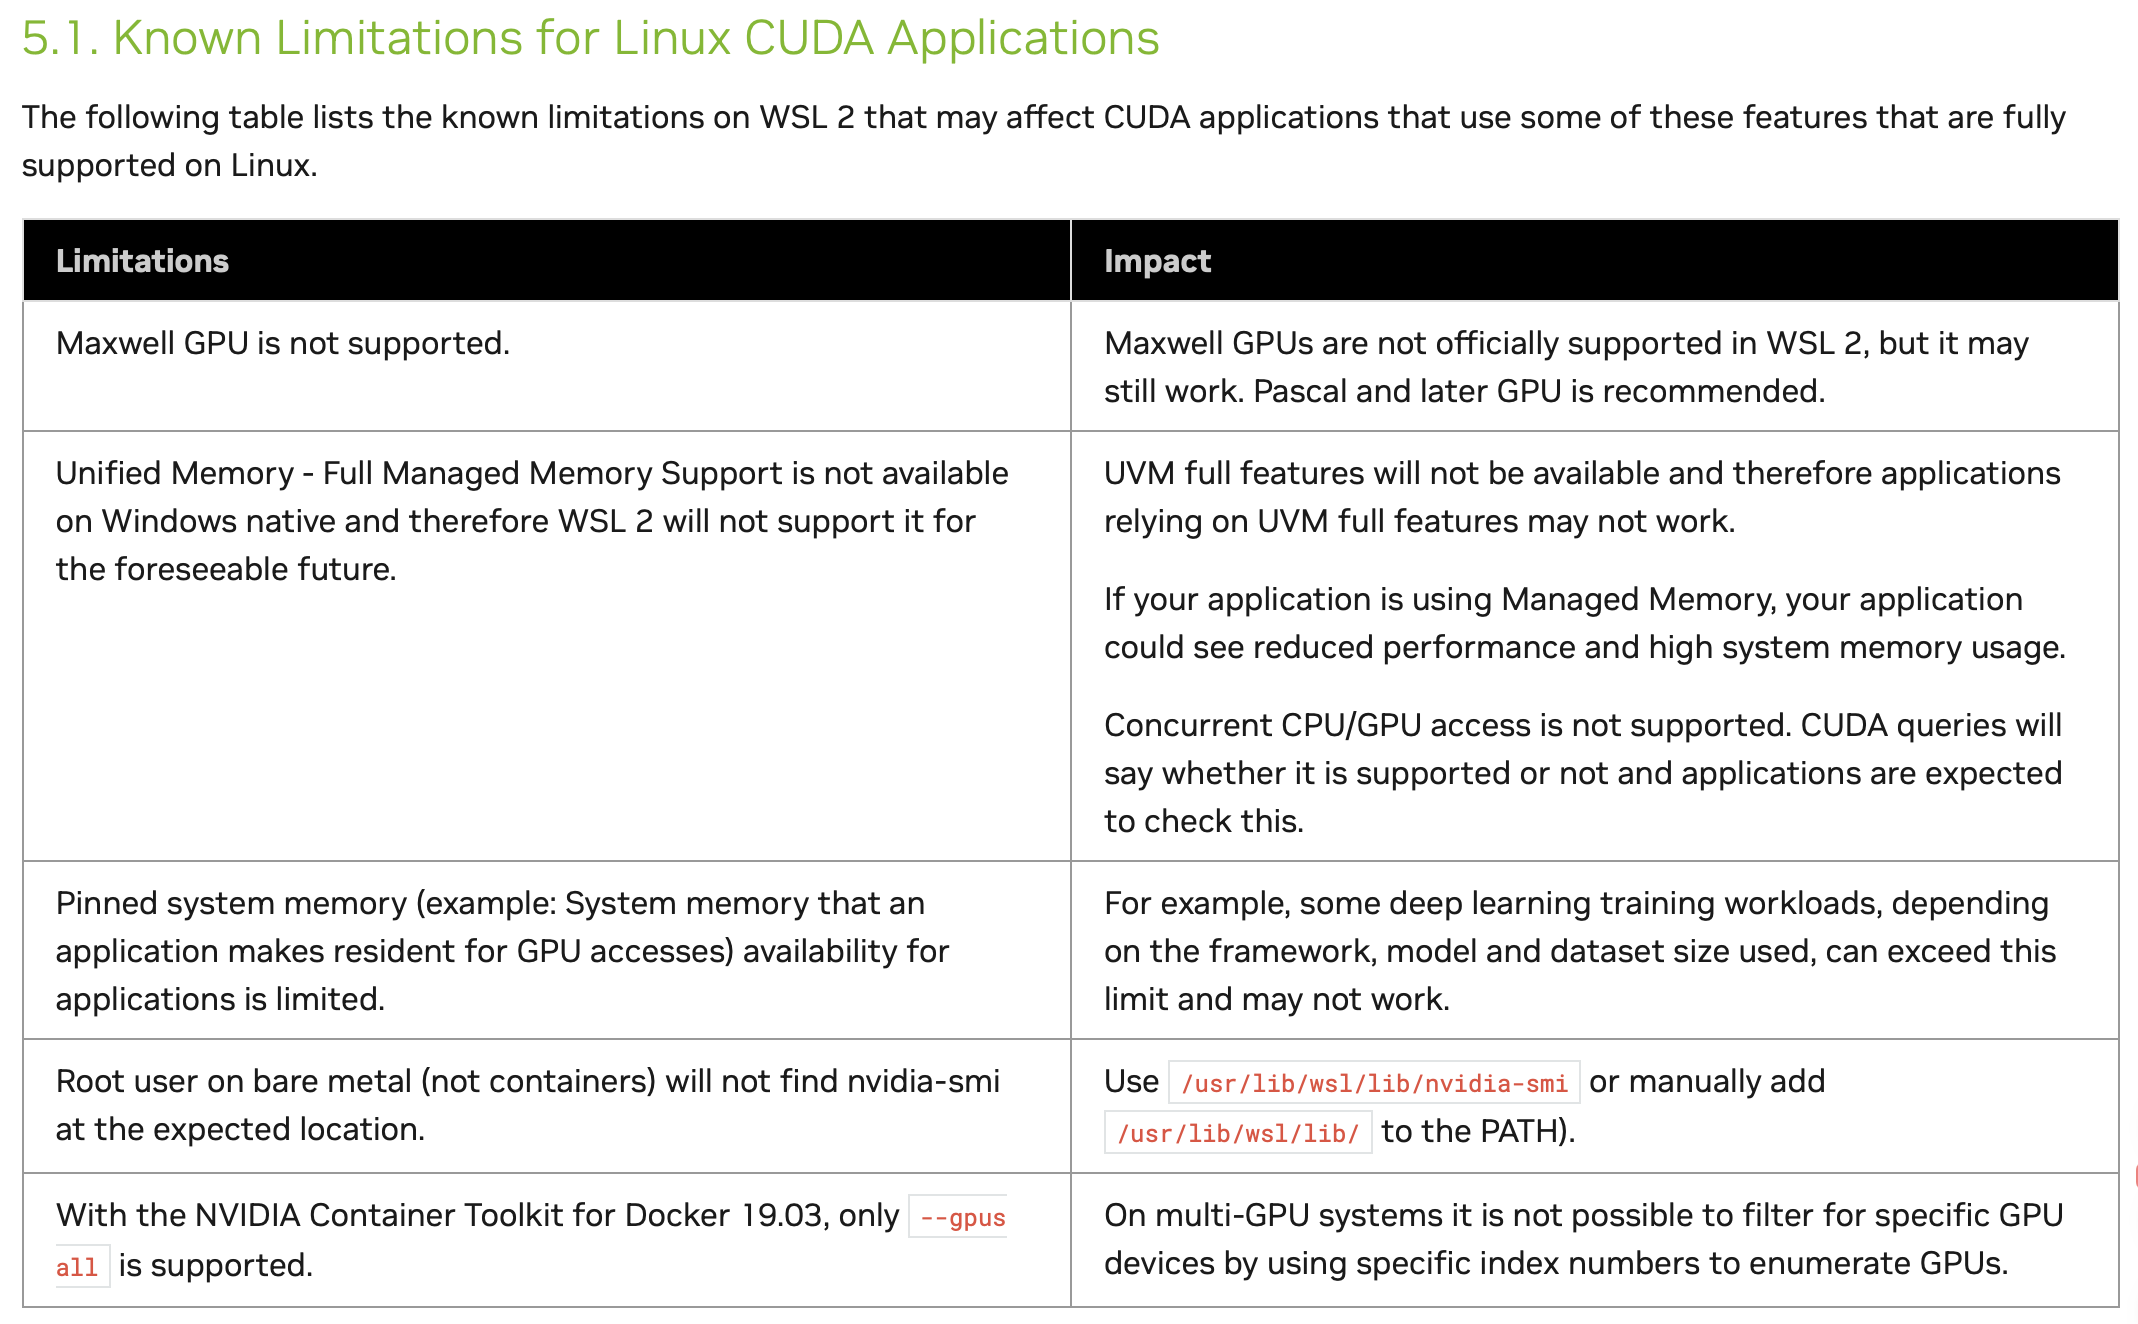 5.1. Known Limitations for Linux CUDA Applications
The following table lists the known limitations on WSL 2 that may affect CUDA applications that use some of these features that are fully
supported on Linux.
Limitations
Impact
Maxwell GPU is not supported.
Maxwell GPUs are not officially supported in WSL 2, but it may
still work. Pascal and later GPU is recommended.
Unified Memory - Full Managed Memory Support is not available
on Windows native and therefore WSL 2 will not support it for
the foreseeable future.
UVM full features will not be available and therefore applications
relying on UVM full features may not work.
If your application is using Managed Memory, your application
could see reduced performance and high system memory usage.
Concurrent CPU/GPU access is not supported. CUDA queries will
say whether it is supported or not and applications are expected
to check this.
Pinned system memory (example: System memory that an
application makes resident for GPU accesses) availability for
applications is limited.
For example, some deep learning training workloads, depending
on the framework, model and dataset size used, can exceed this
limit and may not work.
Root user on bare metal (not containers) will not find nvidia-smi
at the expected location.
Use /usr/lib/wsl/lib/nvidia-smi or manually add
/usr/lib/wsl/lib/ to the PATH).
With the NVIDIA Container Toolkit for Docker 19.03, only --gpus
all is supported.
On multi-GPU systems it is not possible to filter for specific GPU
devices by using specific index numbers to enumerate GPUs.